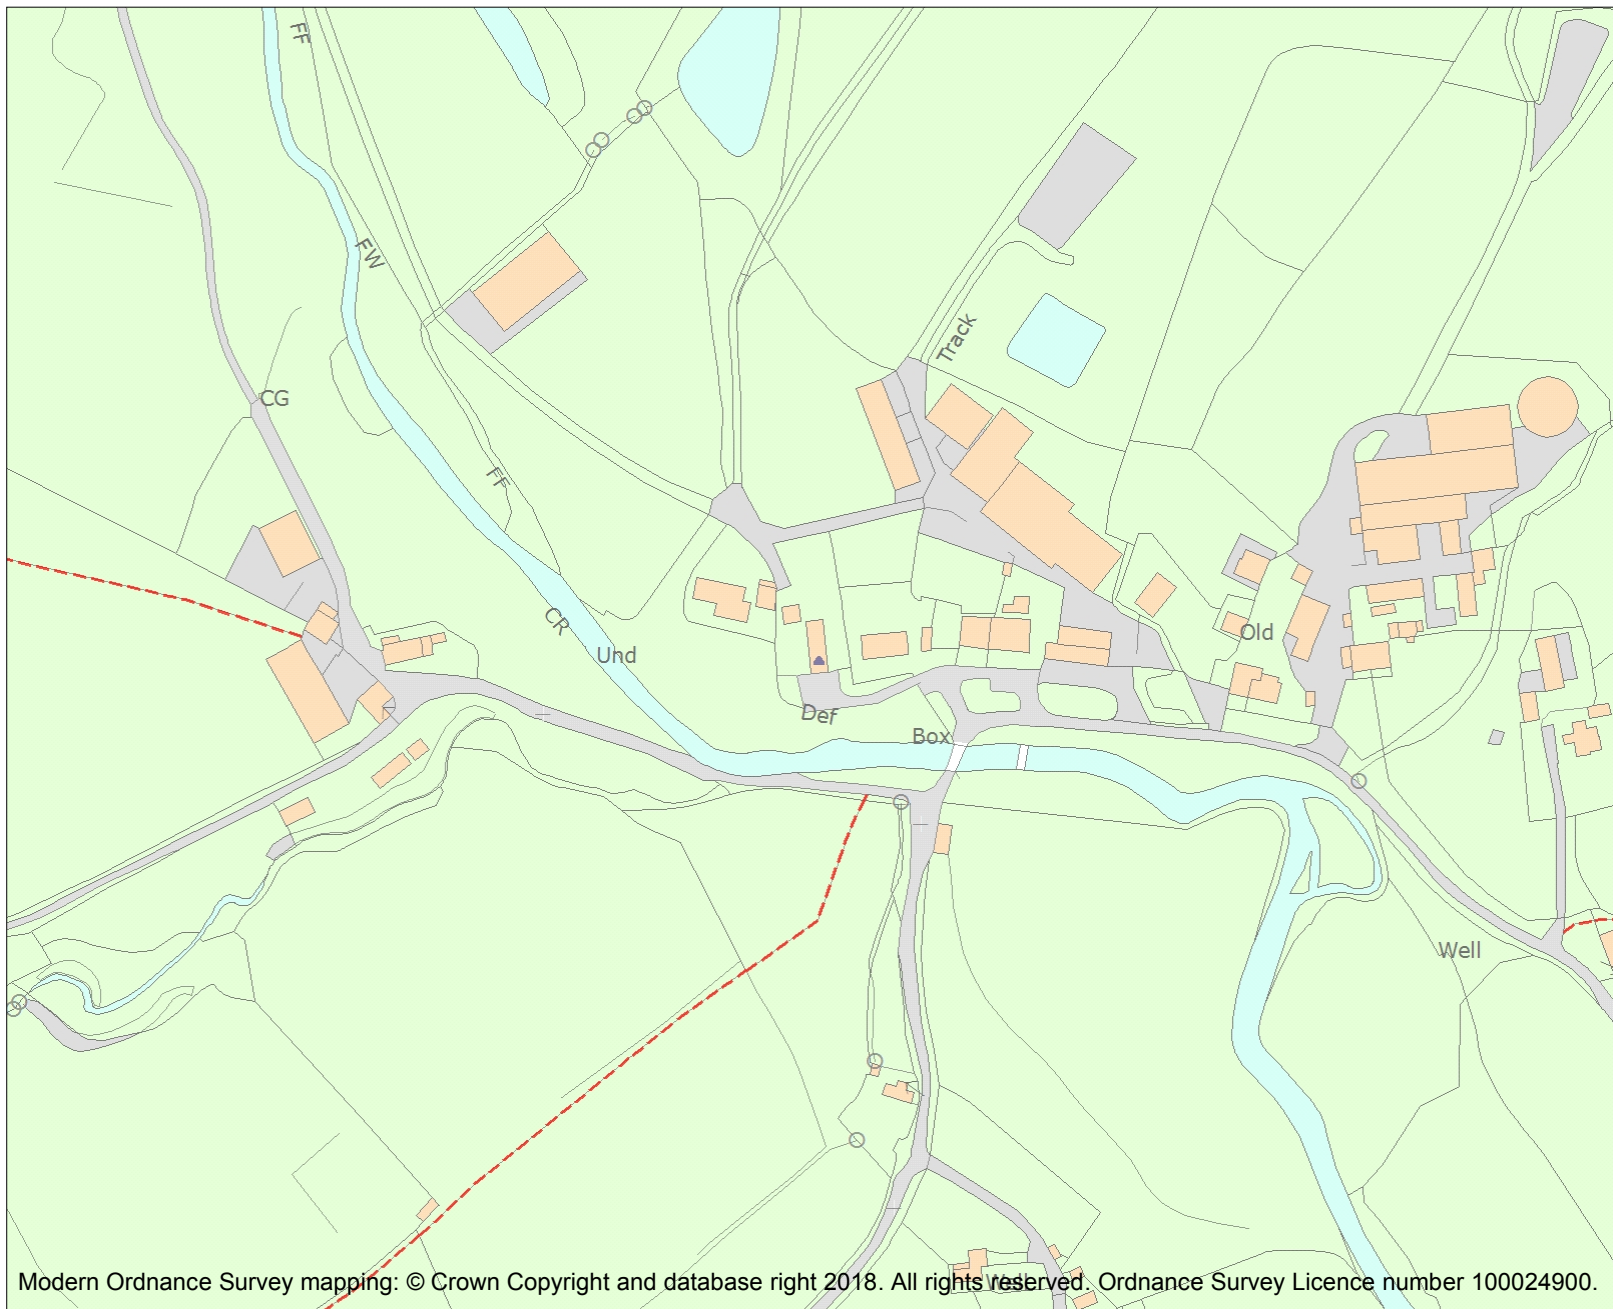 FF
FW
Track
CG
FF
CR
Und
Old
Def
Box
Well
Well
Modern Ordnance Survey mapping: © Crown Copyright and database right 2018. All rights reserved. Ordnance Survey Licence number 100024900.